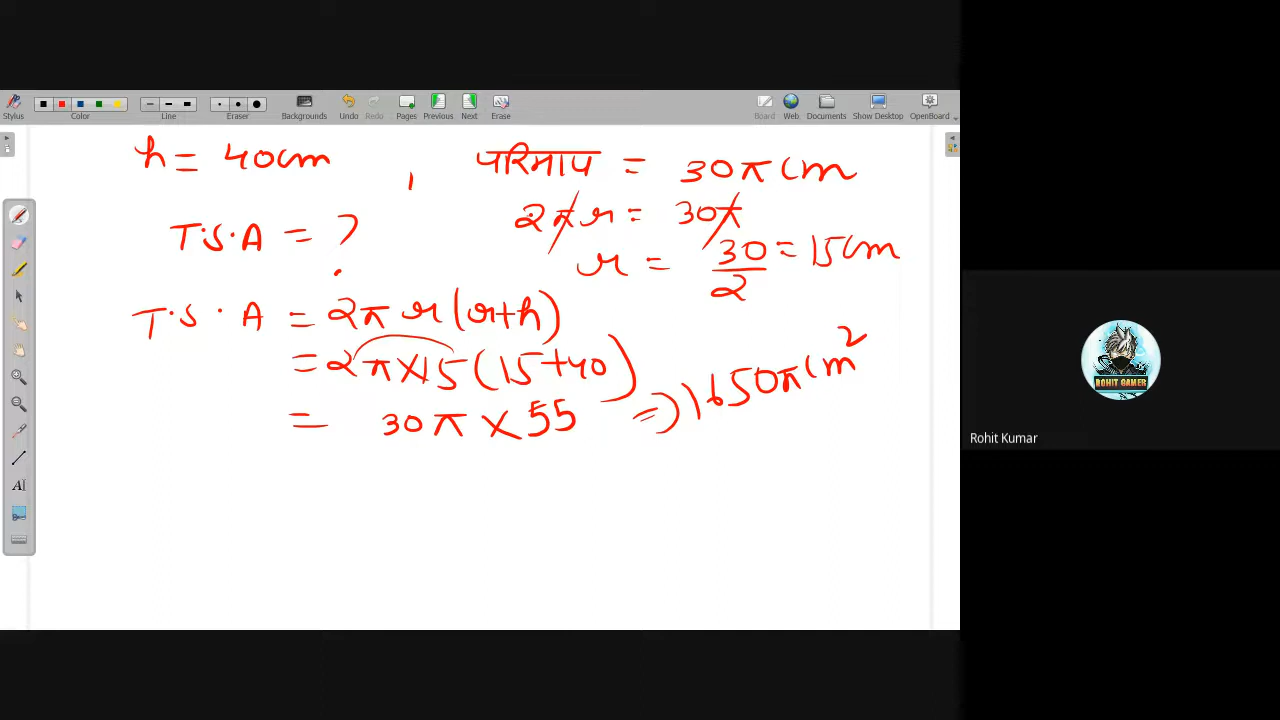 Stylus Color Line Eraser Backgrounds Undo Redo Pages Previous Next Erase Board Web Documents Show Desktop OpenBoard
h = 40cm , परिमाप = 30π cm
2πr = 30π
T.S.A = ?
r = 30/2 = 15cm
T.S.A = 2πr(r+h)
= 2π×15(15+40)
= 30π × 55 => 1650π cm²
ROHIT GAMER
Rohit Kumar